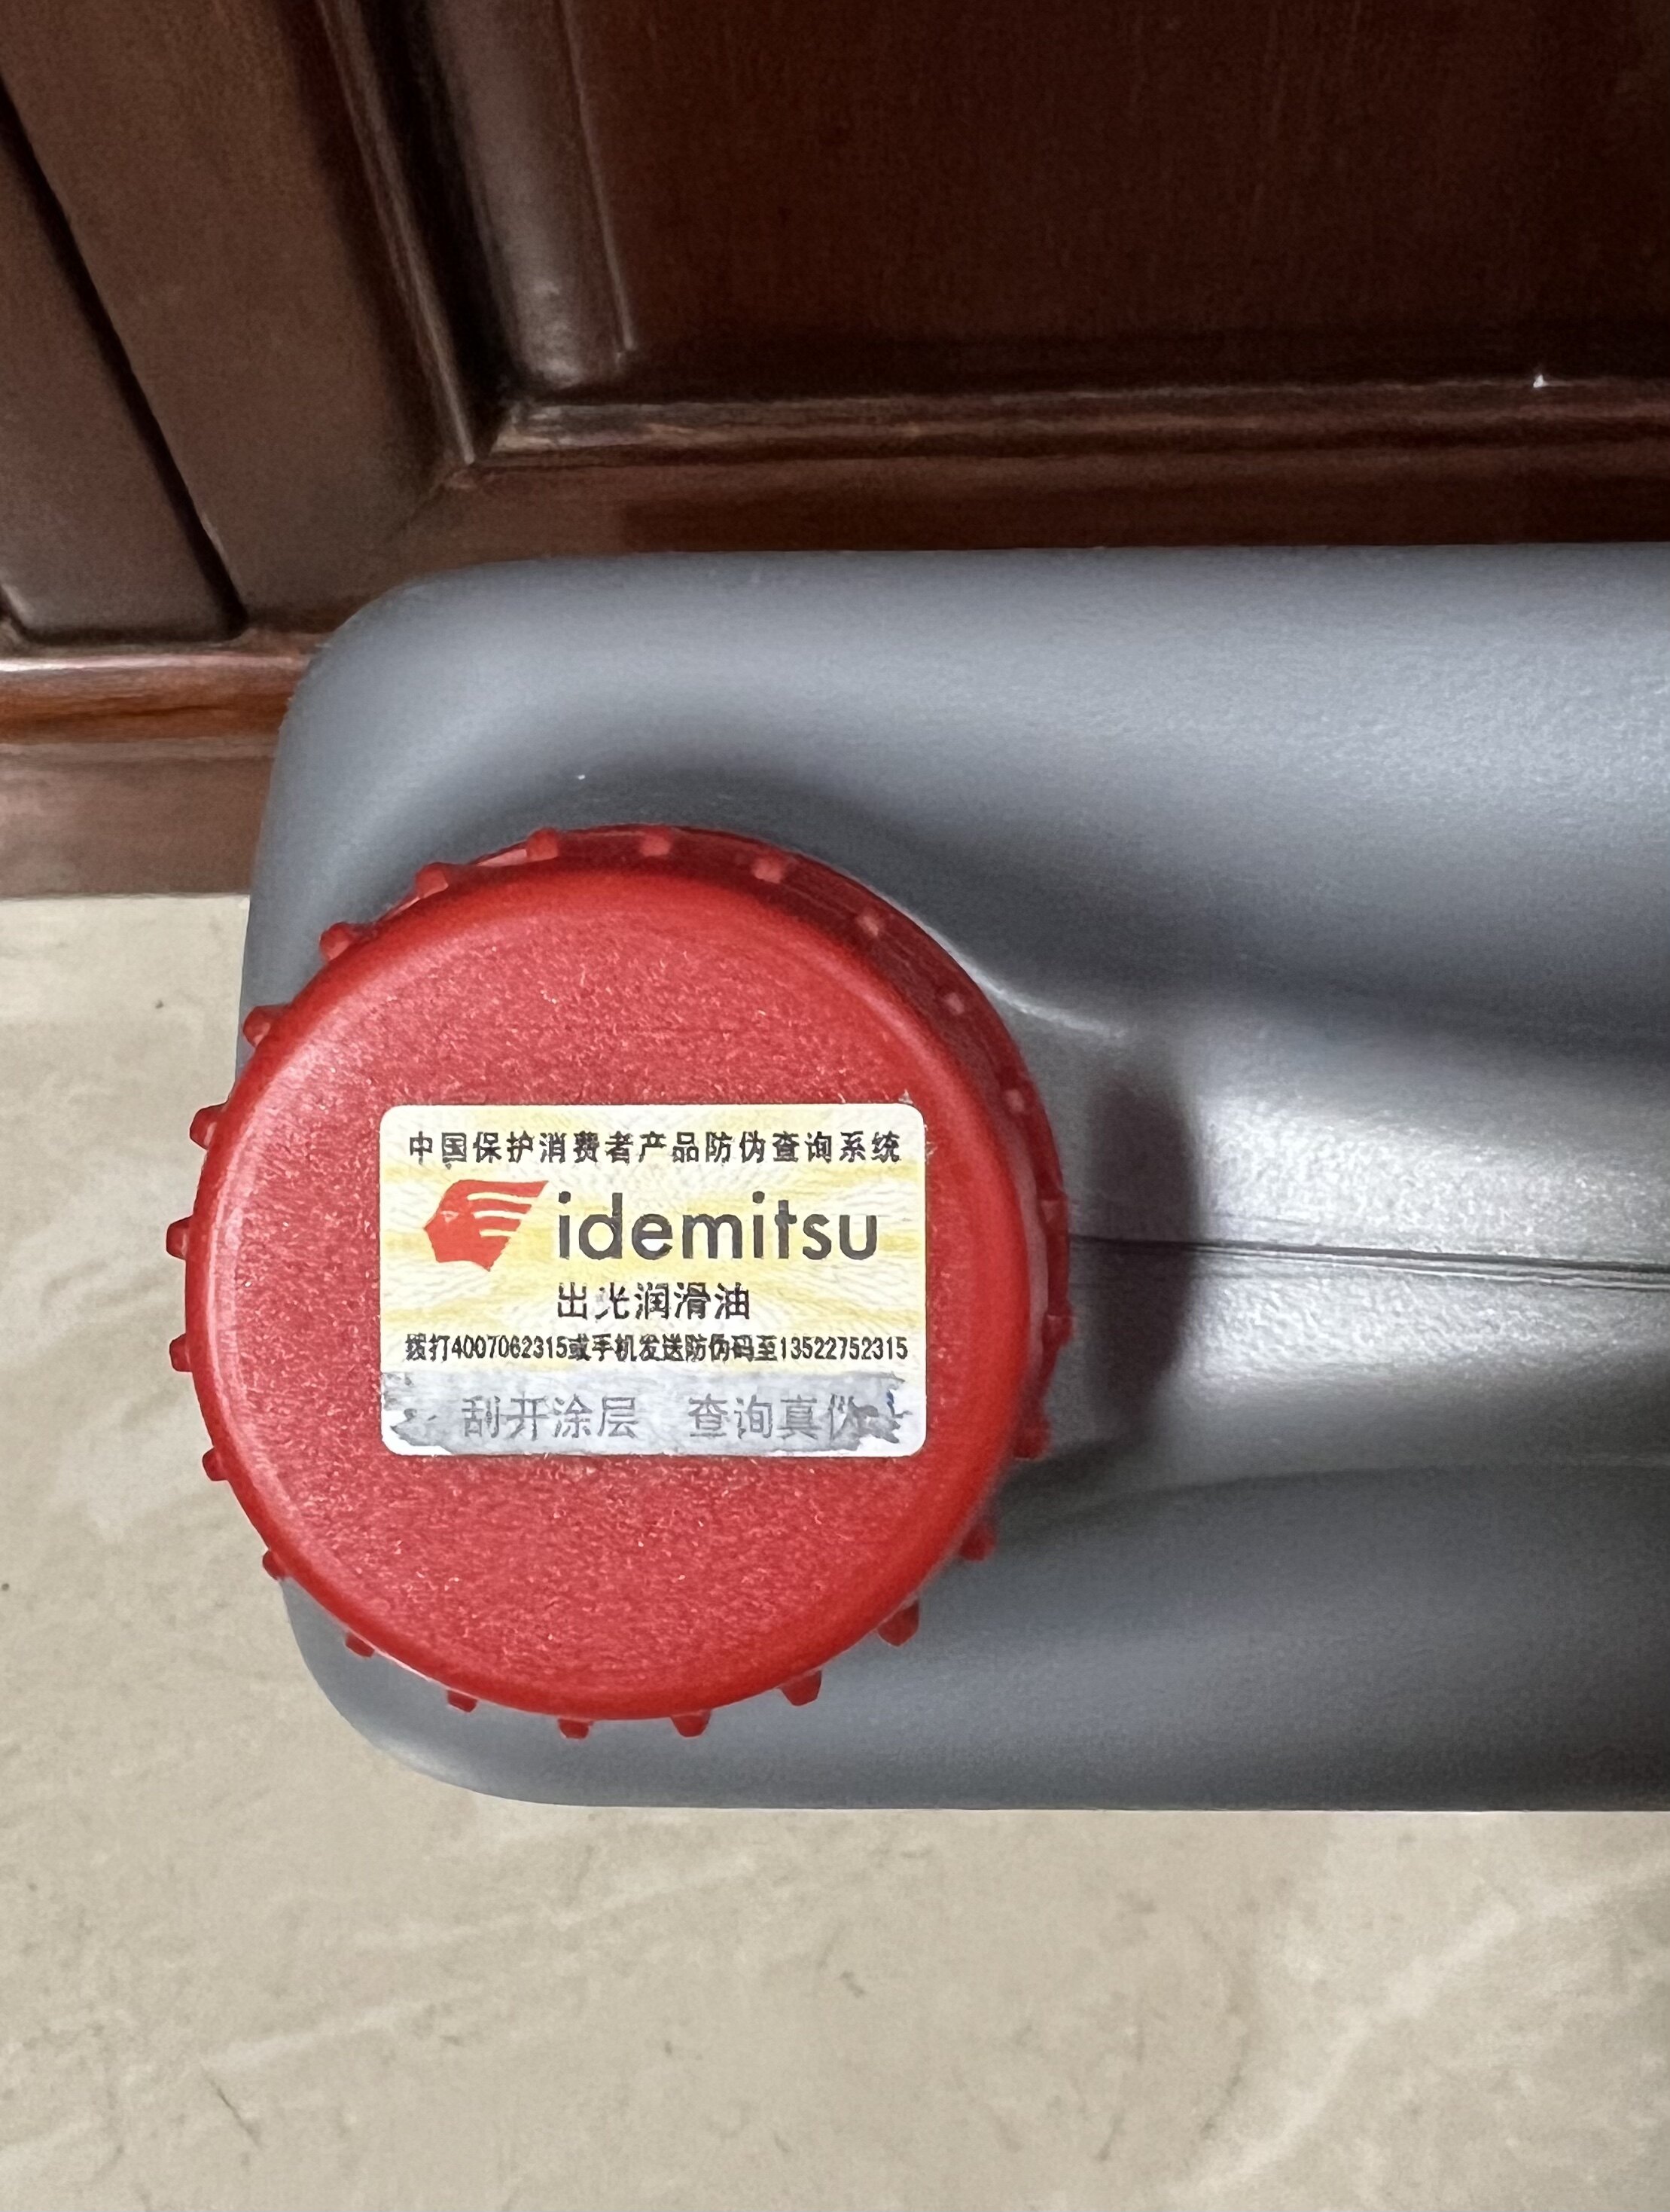 中国保护消费者产品防伪查询系统
idemitsu
出光润滑油
拨打4007062315或手机发送防伪码至13522752315
刮开涂层 查询真伪